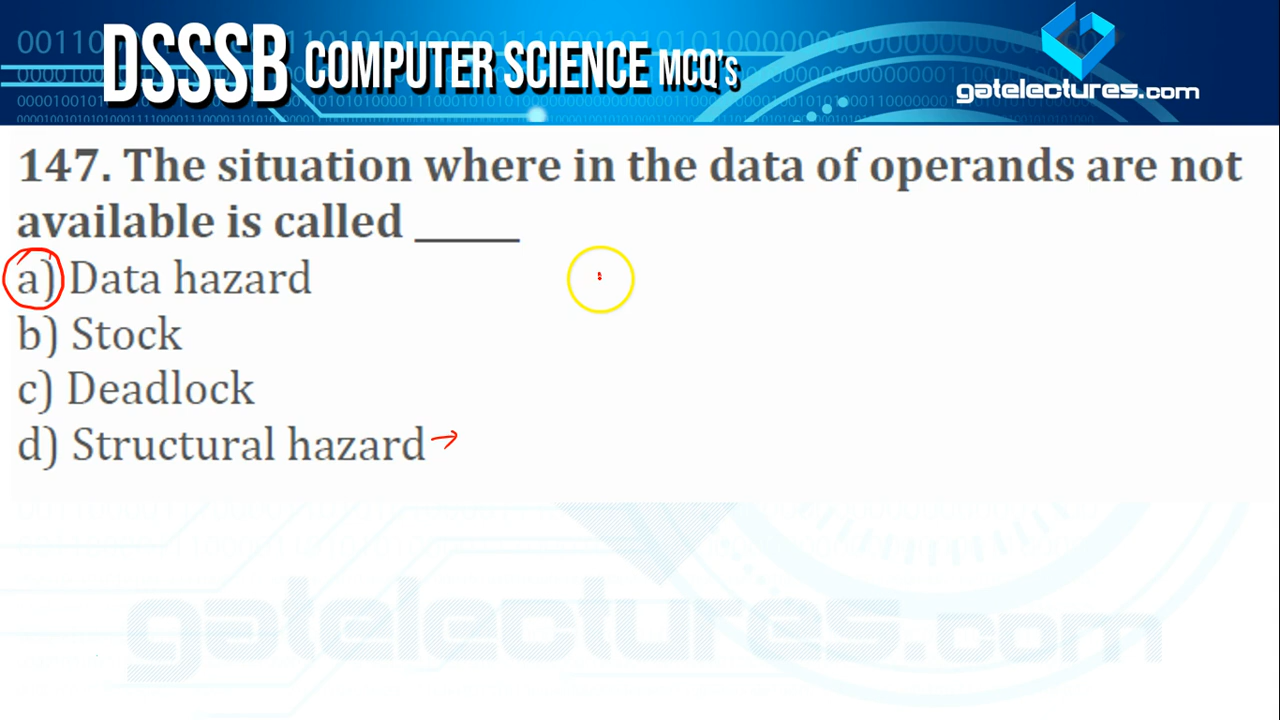 DSSSB COMPUTER SCIENCE MCQ'S
gatelectures.com
147. The situation where in the data of operands are not
available is called _____
a) Data hazard
b) Stock
c) Deadlock
d) Structural hazard
gatelectures.com